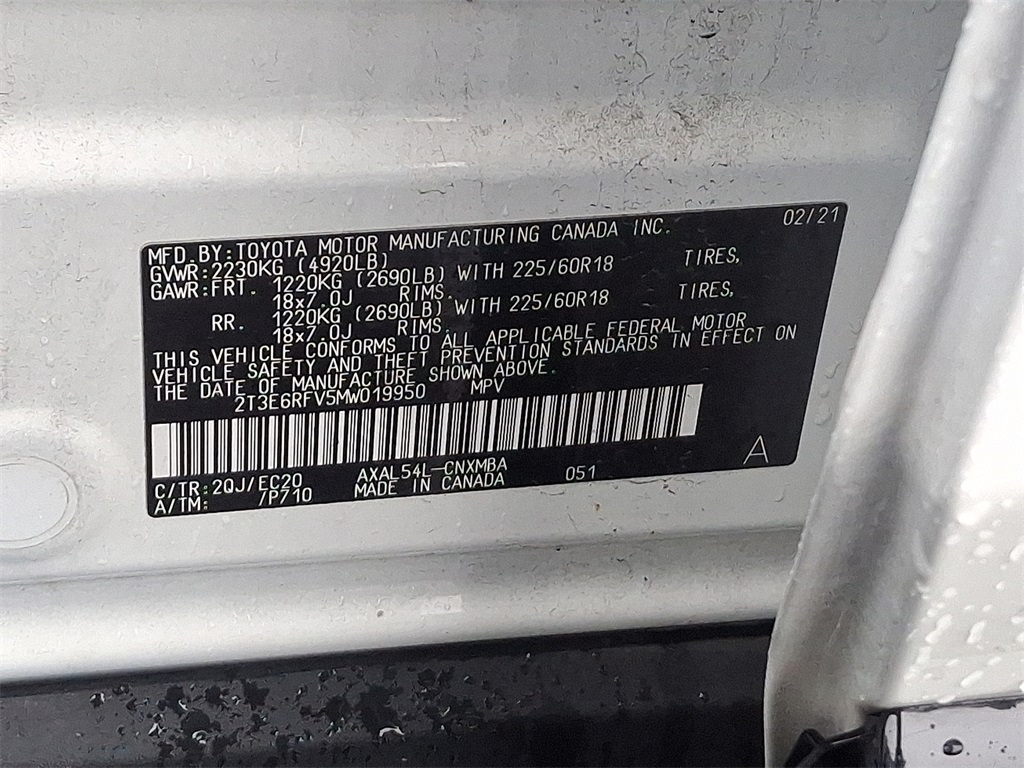 02/21
MFD.BY:TOYOTA MOTOR MANUFACTURING CANADA INC.
GVWR:2230KG (4920LB)
GAWR:FRT. 1220KG (2690LB) WITH 225/60R18 TIRES,
18x7.0J RIMS.
RR. 1220KG (2690LB) WITH 225/60R18 TIRES,
18x7.0J RIMS.
THIS VEHICLE CONFORMS TO ALL APPLICABLE FEDERAL MOTOR
VEHICLE SAFETY AND THEFT PREVENTION STANDARDS IN EFFECT ON
THE DATE OF MANUFACTURE SHOWN ABOVE.
2T3E6RFV5MW019950 MPV
C/TR:2QJ/EC20 AXAL54L-CNXMBA 051 A
A/TM: /P710 MADE IN CANADA